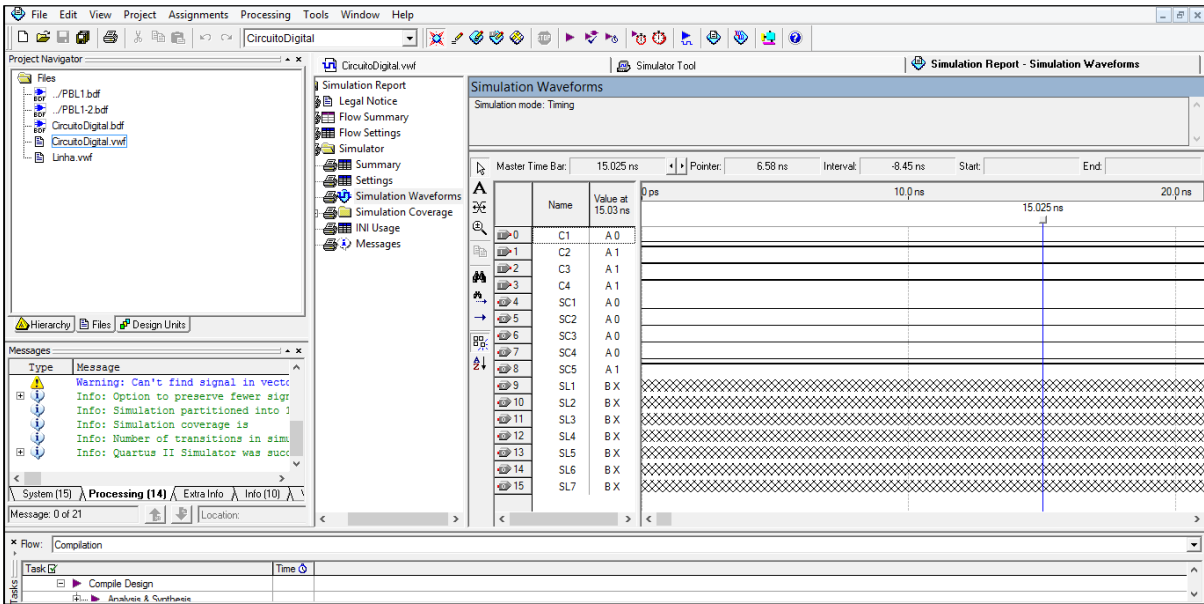 File Edit View Project Assignments Processing Tools Window Help
CircuitoDigital
Project Navigator
Files
../PBL1.bdf
../PBL1-2.bdf
CircuitoDigital.bdf
CircuitoDigital.vwf
Linha.vwf
Hierarchy Files Design Units
Messages
Type Message
Warning: Can't find signal in vecto
Info: Option to preserve fewer sign
Info: Simulation partitioned into 1
Info: Simulation coverage is
Info: Number of transitions in simu
Info: Quartus II Simulator was succ
System (15) Processing (14) Extra Info Info (10)
Message: 0 of 21 Location:
CircuitoDigital.vwf Simulator Tool Simulation Report - Simulation Waveforms
Simulation Report
Legal Notice
Flow Summary
Flow Settings
Simulator
Summary
Settings
Simulation Waveforms
Simulation Coverage
INI Usage
Messages
Simulation Waveforms
Simulation mode: Timing
Master Time Bar: 15.025 ns Pointer: 6.58 ns Interval: -8.45 ns Start: End:
Name Value at 15.03 ns
0 ps 10.0 ns 20.0 ns
15.025 ns
0 C1 A 0
1 C2 A 1
2 C3 A 1
3 C4 A 1
4 SC1 A 0
5 SC2 A 0
6 SC3 A 0
7 SC4 A 0
8 SC5 A 1
9 SL1 B X
10 SL2 B X
11 SL3 B X
12 SL4 B X
13 SL5 B X
14 SL6 B X
15 SL7 B X
Flow: Compilation
Tasks
Task Time
Compile Design
Analysis & Synthesis